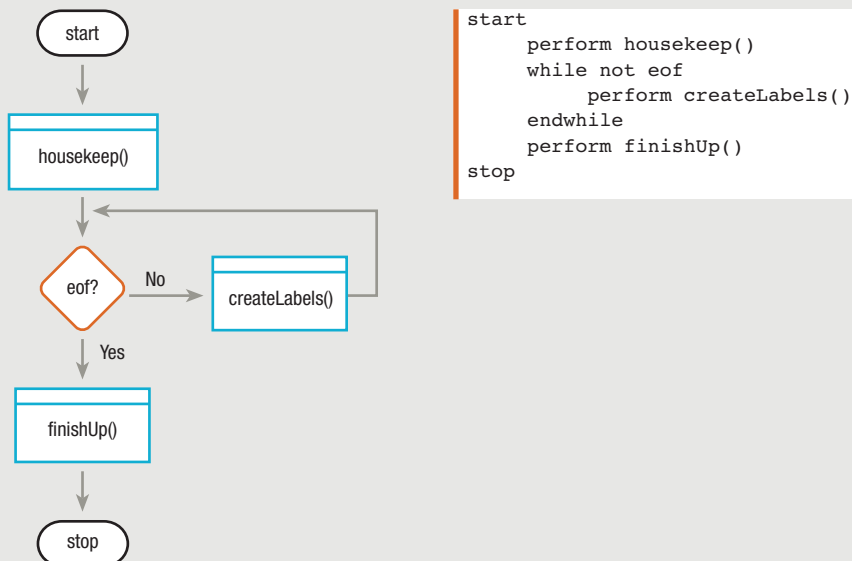 start
housekeep()
eof?
No
createLabels()
Yes
finishUp()
stop
start
perform housekeep()
while not eof
perform createLabels()
endwhile
perform finishUp()
stop